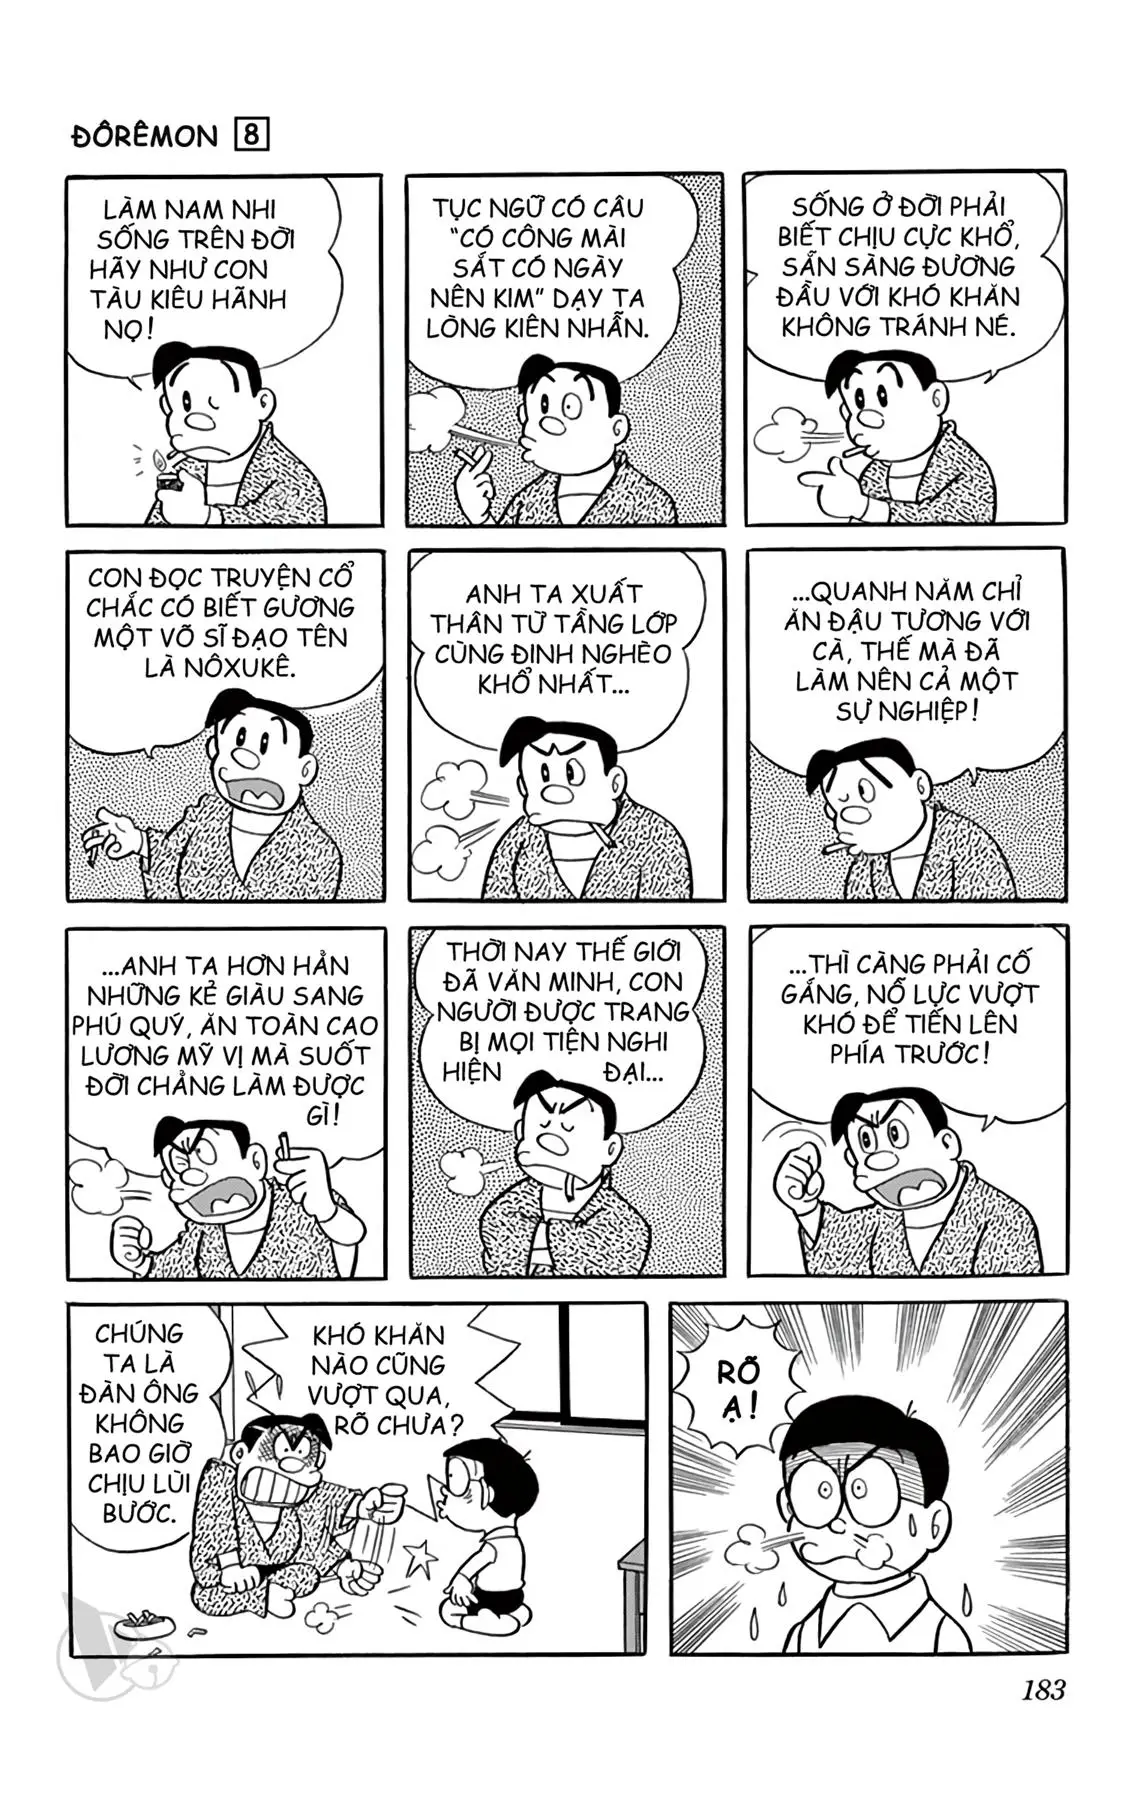 ĐÔRÊMON 8
LÀM NAM NHI
SỐNG TRÊN ĐỜI
HÃY NHƯ CON
TÀU KIÊU HÃNH
NỌ!
TỤC NGỮ CÓ CÂU
“CÓ CÔNG MÀI
SẮT CÓ NGÀY
NÊN KIM” DẠY TA
LÒNG KIÊN NHẪN.
SỐNG Ở ĐỜI PHẢI
BIẾT CHỊU CỰC KHỔ,
SẴN SÀNG ĐƯƠNG
ĐẦU VỚI KHÓ KHĂN
KHÔNG TRÁNH NÉ.
CON ĐỌC TRUYỆN CỔ
CHẮC CÓ BIẾT GƯƠNG
MỘT VÕ SĨ ĐẠO TÊN
LÀ NÔXUKÊ.
ANH TA XUẤT
THÂN TỪ TẦNG LỚP
CÙNG ĐINH NGHÈO
KHỔ NHẤT...
...QUANH NĂM CHỈ
ĂN ĐẬU TƯƠNG VỚI
CÀ, THẾ MÀ ĐÃ
LÀM NÊN CẢ MỘT
SỰ NGHIỆP!
...ANH TA HƠN HẲN
NHỮNG KẺ GIÀU SANG
PHÚ QUÝ, ĂN TOÀN CAO
LƯƠNG MỸ VỊ MÀ SUỐT
ĐỜI CHẲNG LÀM ĐƯỢC
GÌ!
THỜI NAY THẾ GIỚI
ĐÃ VĂN MINH, CON
NGƯỜI ĐƯỢC TRANG
BỊ MỌI TIỆN NGHI
HIỆN ĐẠI...
...THÌ CÀNG PHẢI CỐ
GẮNG, NỖ LỰC VƯỢT
KHÓ ĐỂ TIẾN LÊN
PHÍA TRƯỚC!
CHÚNG
TA LÀ
ĐÀN ÔNG
KHÔNG
BAO GIỜ
CHỊU LÙI
BƯỚC.
KHÓ KHĂN
NÀO CŨNG
VƯỢT QUA,
RÕ CHƯA?
RÕ
Ạ!
183